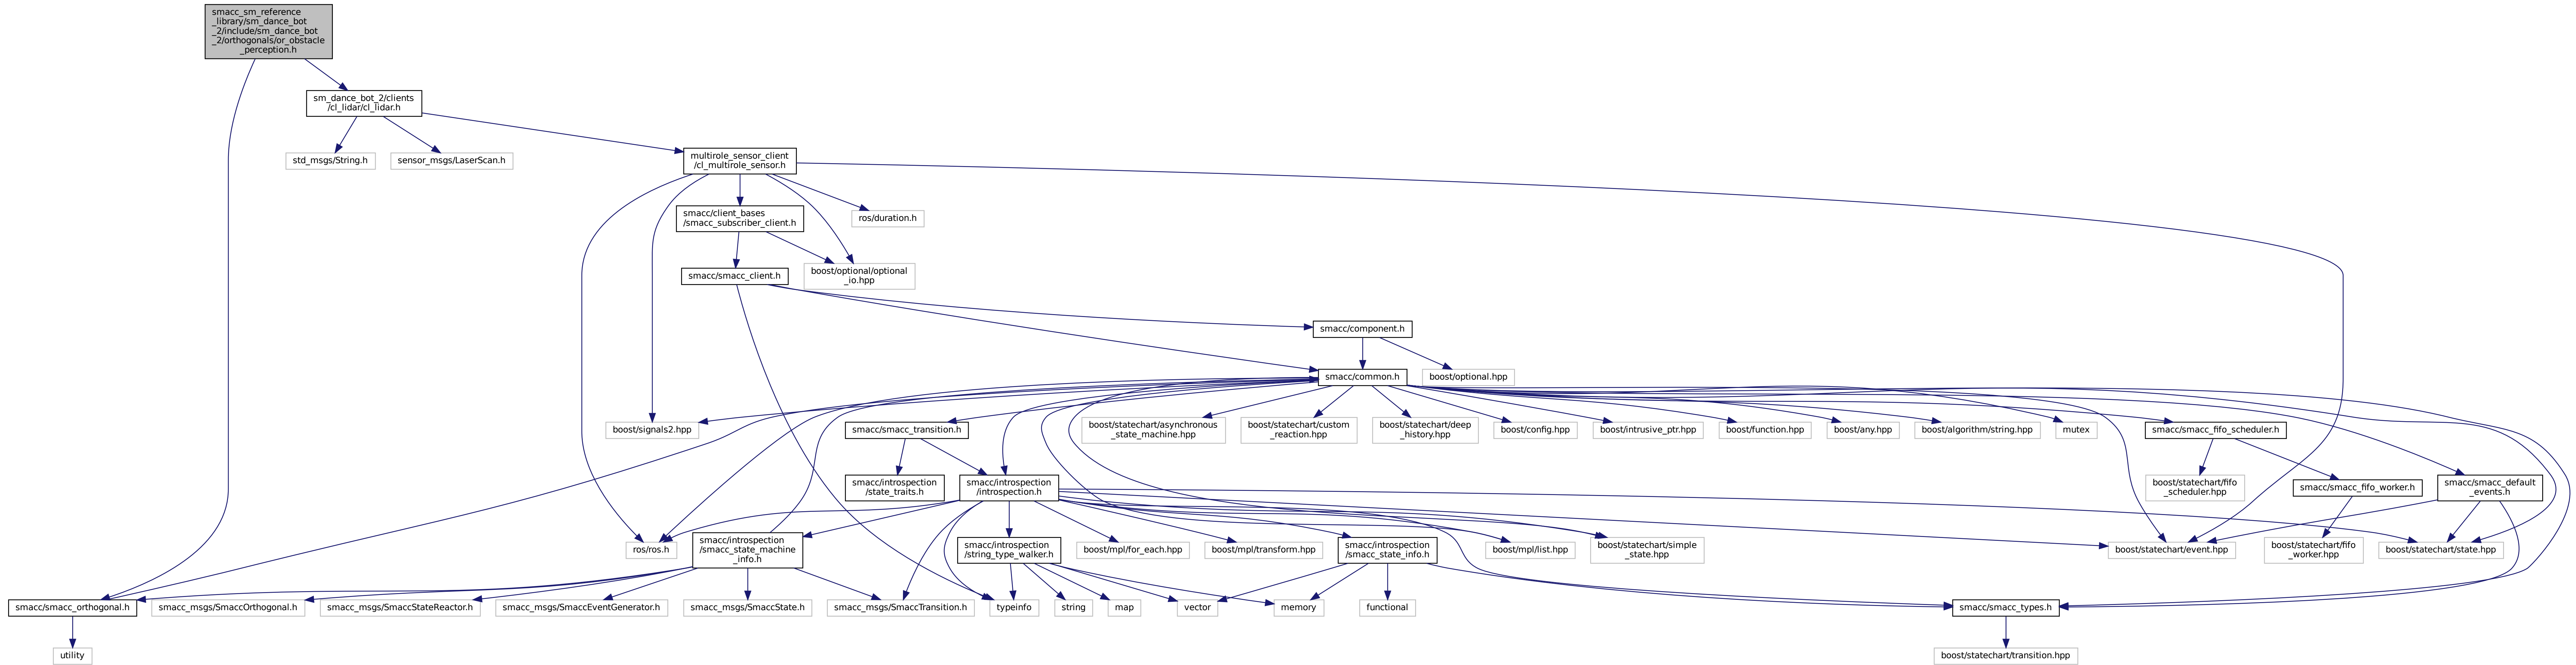 smacc_sm_reference
_library/sm_dance_bot
_2/include/sm_dance_bot
_2/orthogonals/or_obstacle
_perception.h
sm_dance_bot_2/clients
/cl_lidar/cl_lidar.h
std_msgs/String.h
sensor_msgs/LaserScan.h
multirole_sensor_client
/cl_multirole_sensor.h
smacc/client_bases
/smacc_subscriber_client.h
ros/duration.h
smacc/smacc_client.h
boost/optional/optional
_io.hpp
smacc/component.h
smacc/common.h
boost/optional.hpp
boost/signals2.hpp
smacc/smacc_transition.h
boost/statechart/asynchronous
_state_machine.hpp
boost/statechart/custom
_reaction.hpp
boost/statechart/deep
_history.hpp
boost/config.hpp
boost/intrusive_ptr.hpp
boost/function.hpp
boost/any.hpp
boost/algorithm/string.hpp
mutex
smacc/smacc_fifo_scheduler.h
smacc/introspection
/state_traits.h
smacc/introspection
/introspection.h
boost/statechart/fifo
_scheduler.hpp
smacc/smacc_fifo_worker.h
smacc/smacc_default
_events.h
ros/ros.h
smacc/introspection
/smacc_state_machine
_info.h
smacc/introspection
/string_type_walker.h
boost/mpl/for_each.hpp
boost/mpl/transform.hpp
smacc/introspection
/smacc_state_info.h
boost/mpl/list.hpp
boost/statechart/simple
_state.hpp
boost/statechart/event.hpp
boost/statechart/fifo
_worker.hpp
boost/statechart/state.hpp
smacc/smacc_orthogonal.h
smacc_msgs/SmaccOrthogonal.h
smacc_msgs/SmaccStateReactor.h
smacc_msgs/SmaccEventGenerator.h
smacc_msgs/SmaccState.h
smacc_msgs/SmaccTransition.h
typeinfo
string
map
vector
memory
functional
smacc/smacc_types.h
utility
boost/statechart/transition.hpp